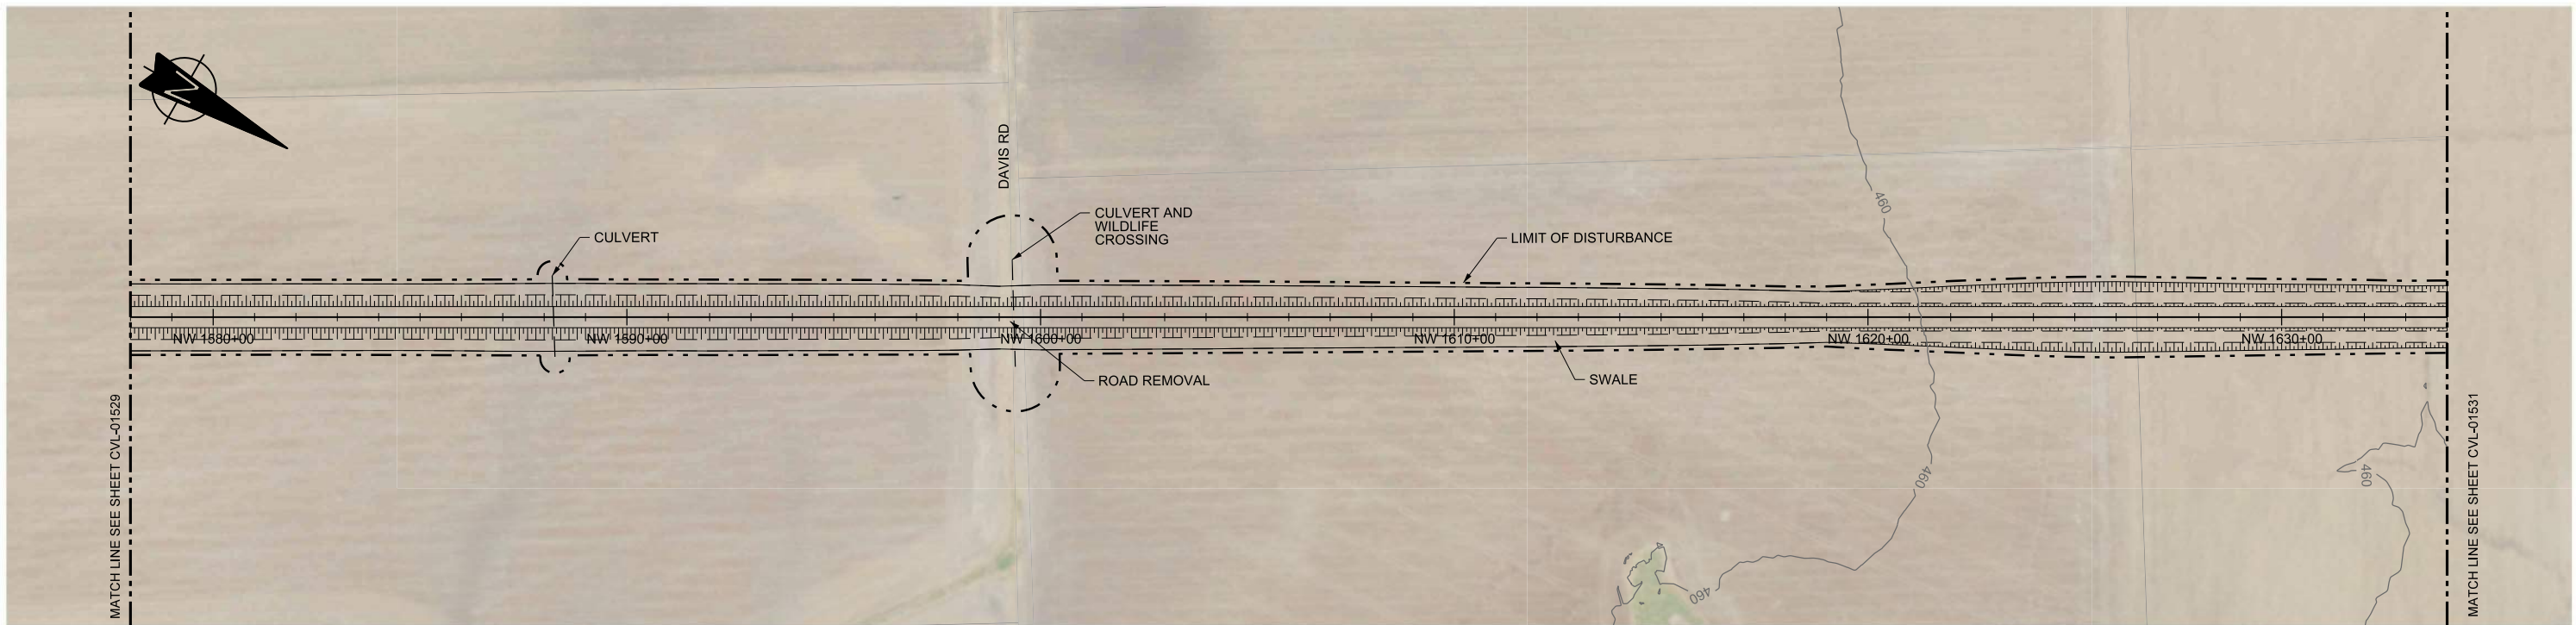 N
DAVIS RD
CULVERT
CULVERT AND
WILDLIFE
CROSSING
LIMIT OF DISTURBANCE
460
NW 1580+00
NW 1590+00
NW 1600+00
NW 1610+00
NW 1620+00
NW 1630+00
ROAD REMOVAL
SWALE
460
460
460
MATCH LINE SEE SHEET CVL-01529
MATCH LINE SEE SHEET CVL-01531